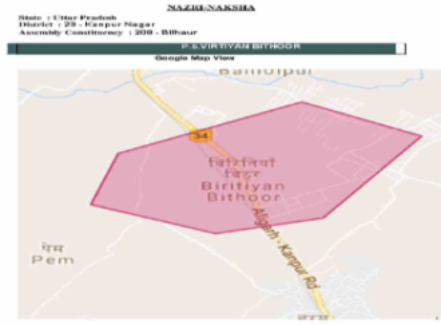 NAZRI-NAKSHA
State : Uttar Pradesh
District : 29 - Kanpur Nagar
Assembly Constituency : 209 - Bilhaur
P.S.VIRTIYAN BITHOOR
Google Map View
34
बिरितियाँ
बिठूर
Biritiyan
Bithoor
Aligarh - Kanpur Rd
पेम
Pem